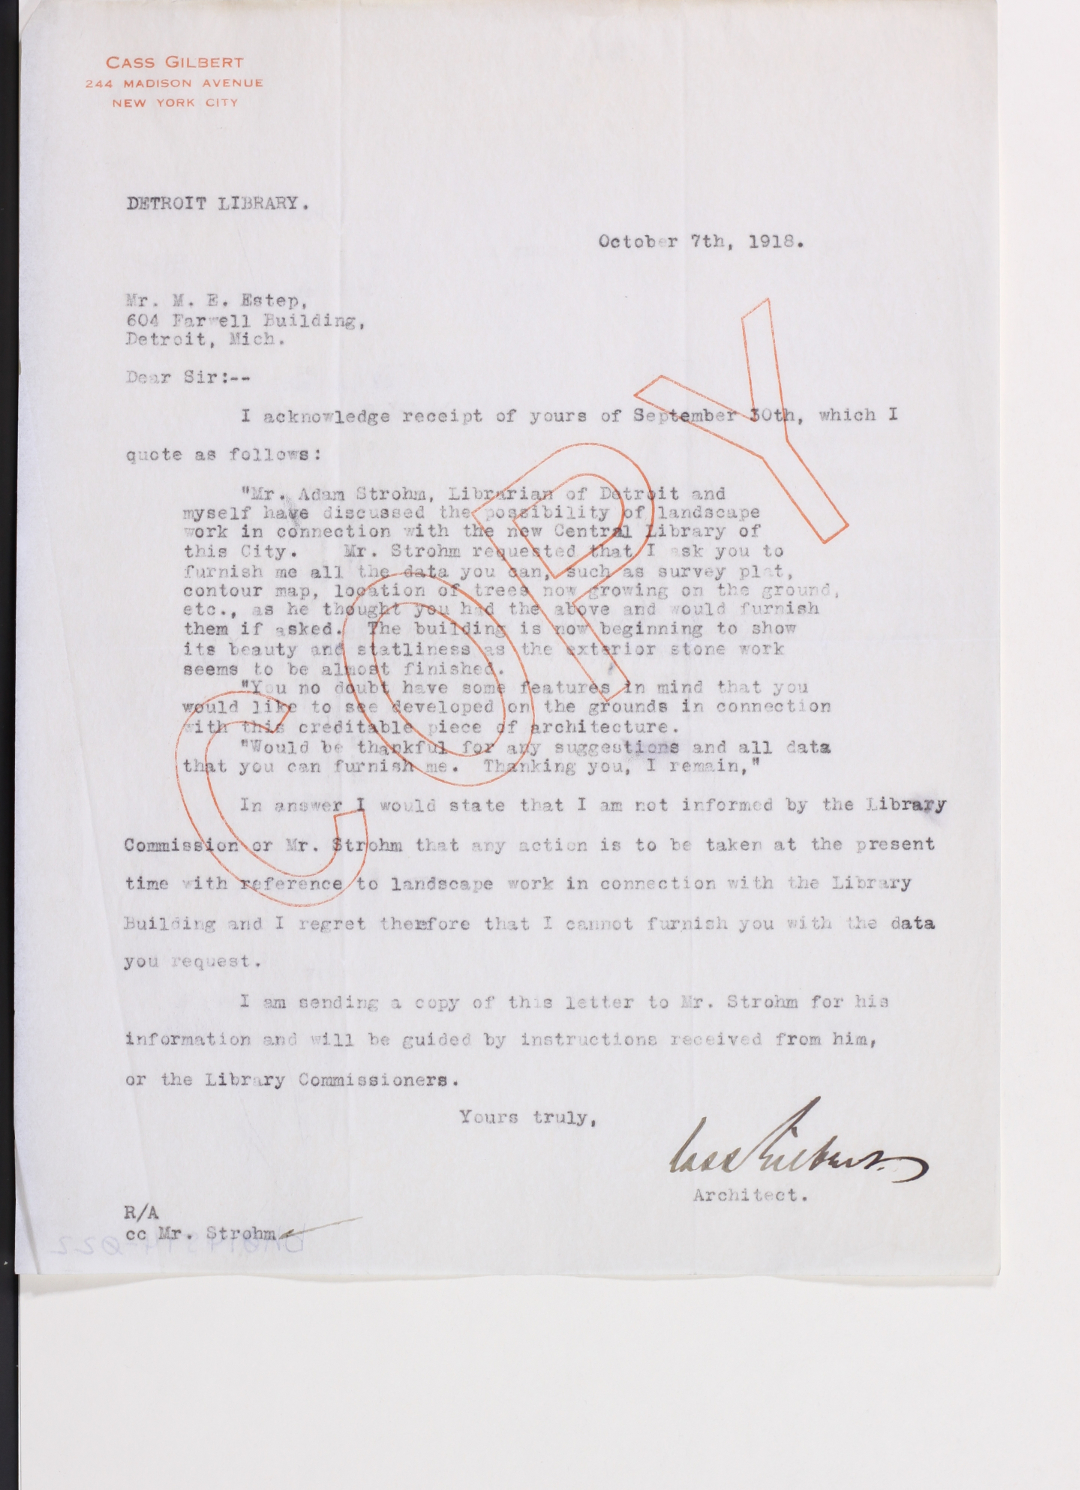 CASS GILBERT
244 MADISON AVENUE
NEW YORK CITY
DETROIT LIBRARY.
October 7th, 1918.
Mr. M. E. Estep,
604 Farwell Building,
Detroit, Mich.
Dear Sir:--
I acknowledge receipt of yours of September 30th, which I
quote as follows:
"Mr. Adam Strohm, Librarian of Detroit and
myself have discussed the possibility of landscape
work in connection with the new Central Library of
this City. Mr. Strohm requested that I ask you to
furnish me all the data you can, such as survey plat,
contour map, location of trees now growing on the ground,
etc., as he thought you had the above and would furnish
them if asked. The building is now beginning to show
its beauty and statliness as the exterior stone work
seems to be almost finished.
"You no doubt have some features in mind that you
would like to see developed on the grounds in connection
with this creditable piece of architecture.
"Would be thankful for any suggestions and all data
that you can furnish me. Thanking you, I remain,"
In answer I would state that I am not informed by the Library
Commission or Mr. Strohm that any action is to be taken at the present
time with reference to landscape work in connection with the Library
Building and I regret therfore that I cannot furnish you with the data
you request.
I am sending a copy of this letter to Mr. Strohm for his
information and will be guided by instructions received from him,
or the Library Commissioners.
Yours truly,
Cass Gilbert.
Architect.
R/A
cc Mr. Strohm
COPY